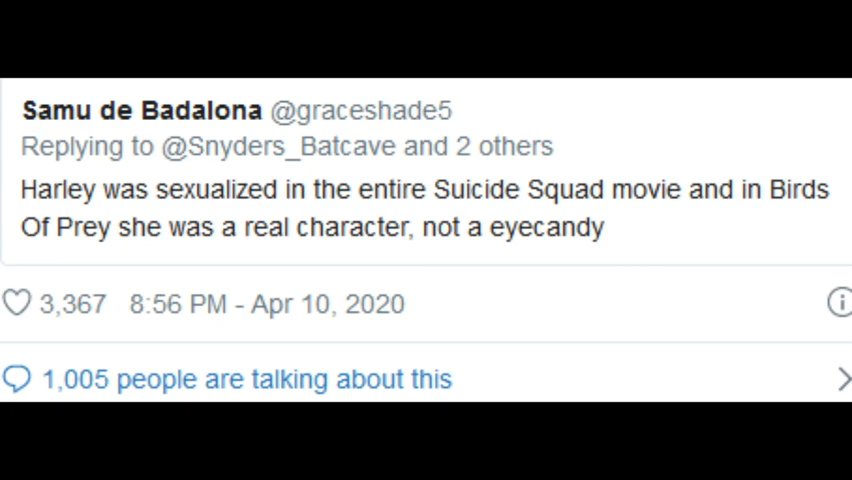 Samu de Badalona @graceshade5
Replying to @Snyders_Batcave and 2 others
Harley was sexualized in the entire Suicide Squad movie and in Birds
Of Prey she was a real character, not a eyecandy
3,367 8:56 PM - Apr 10, 2020
1,005 people are talking about this